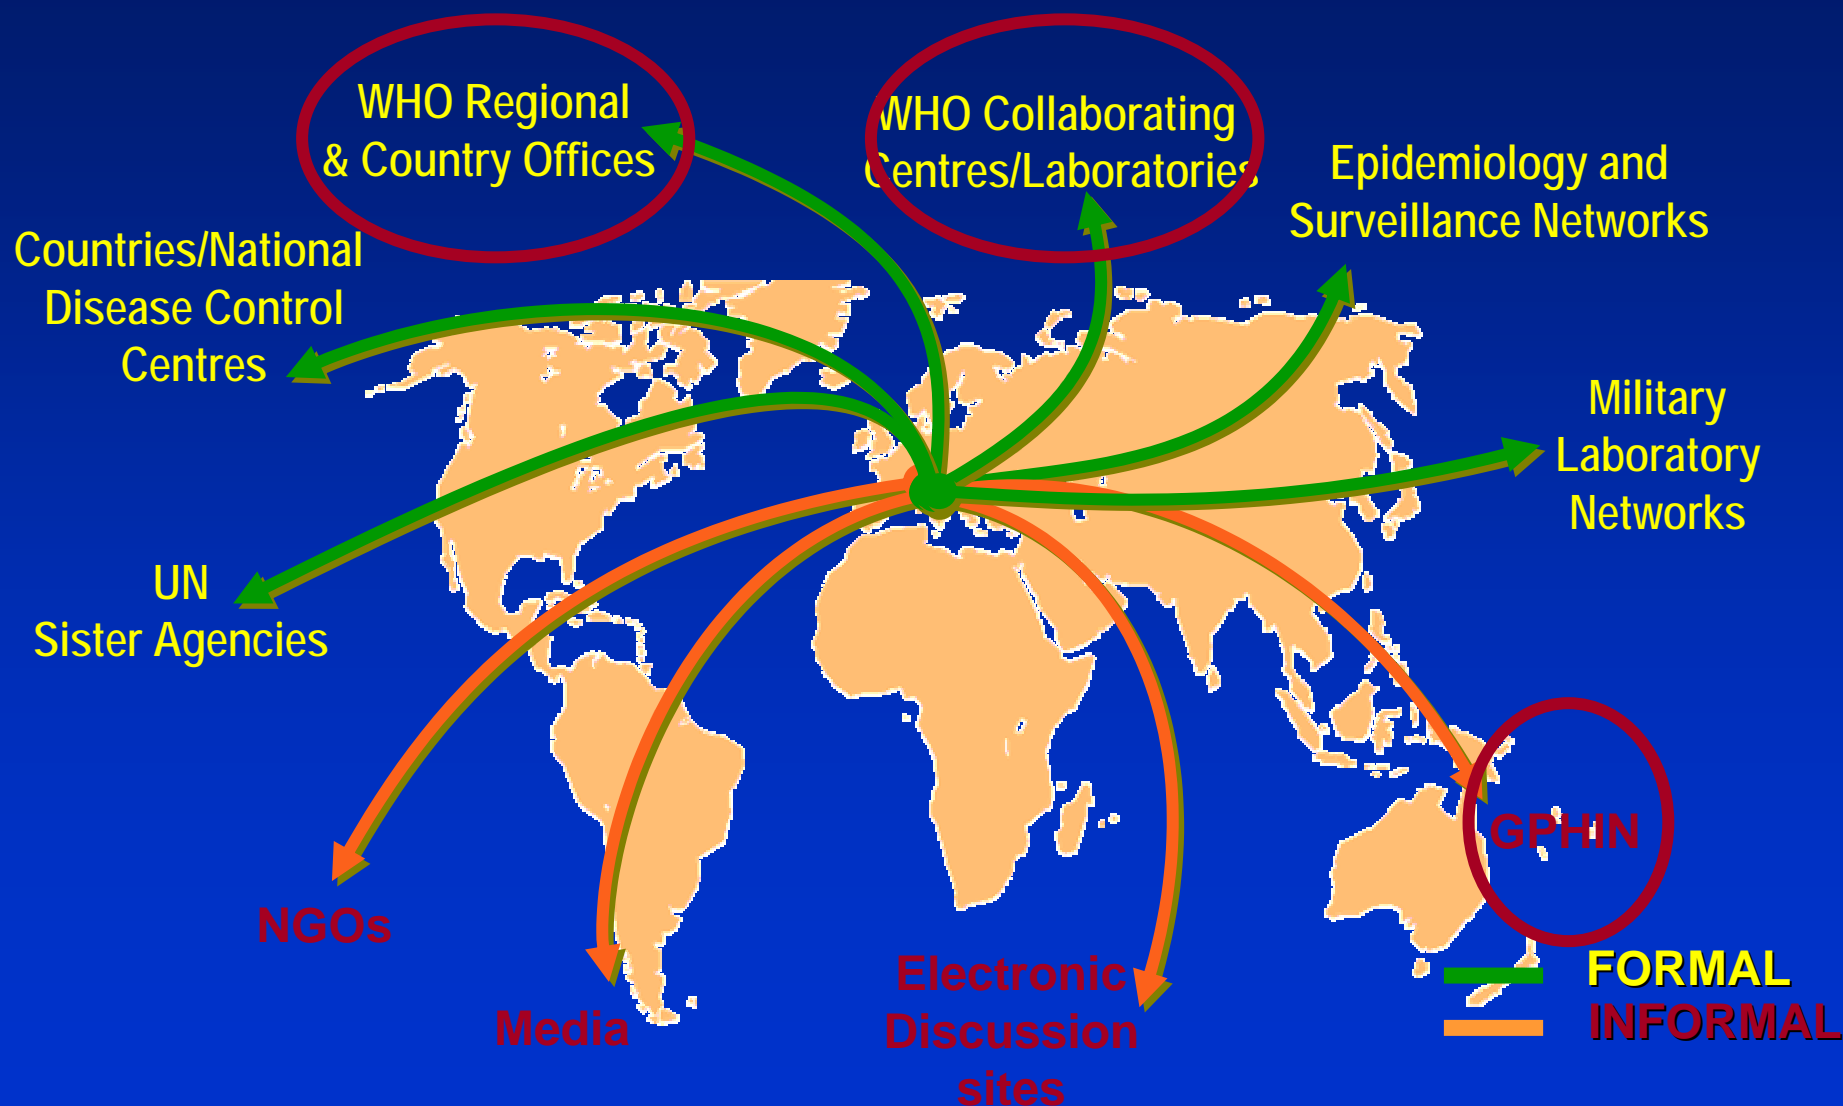 WHO Regional
& Country Offices
WHO Collaborating
Centres/Laboratories
Epidemiology and
Surveillance Networks
Countries/National
Disease Control
Centres
Military
Laboratory
Networks
UN
Sister Agencies
GPHIN
NGOs
Media
Electronic
Discussion
sites
FORMAL
INFORMAL